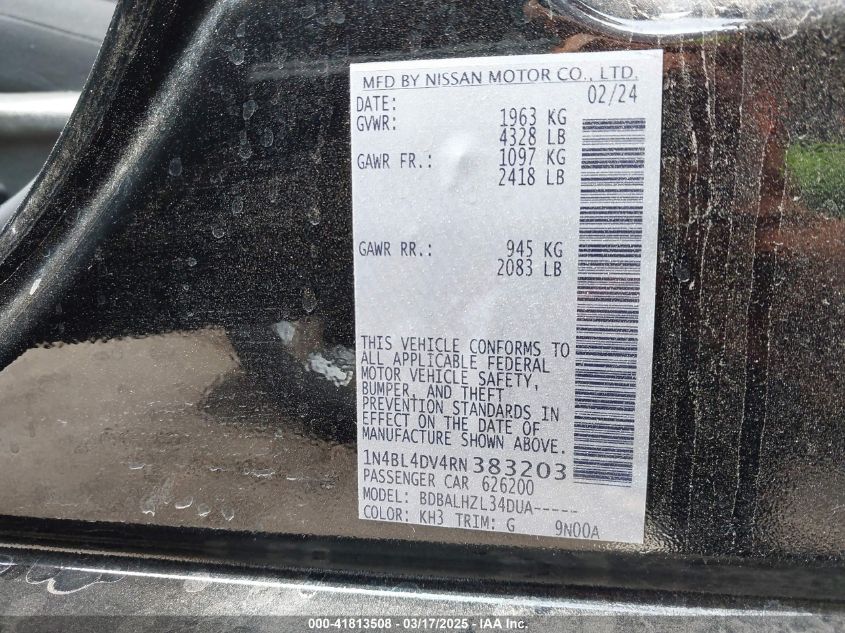 MFD BY NISSAN MOTOR CO., LTD.
DATE: 02/24
GVWR: 1963 KG
4328 LB
GAWR FR.: 1097 KG
2418 LB
GAWR RR.: 945 KG
2083 LB
THIS VEHICLE CONFORMS TO
ALL APPLICABLE FEDERAL
MOTOR VEHICLE SAFETY,
BUMPER, AND THEFT
PREVENTION STANDARDS IN
EFFECT ON THE DATE OF
MANUFACTURE SHOWN ABOVE.
1N4BL4DV4RN383203
PASSENGER CAR 626200
MODEL: BDBALHZL34DUA-----
COLOR: KH3 TRIM: G 9N00A
000-41813508 - 03/17/2025 - 1st choice of